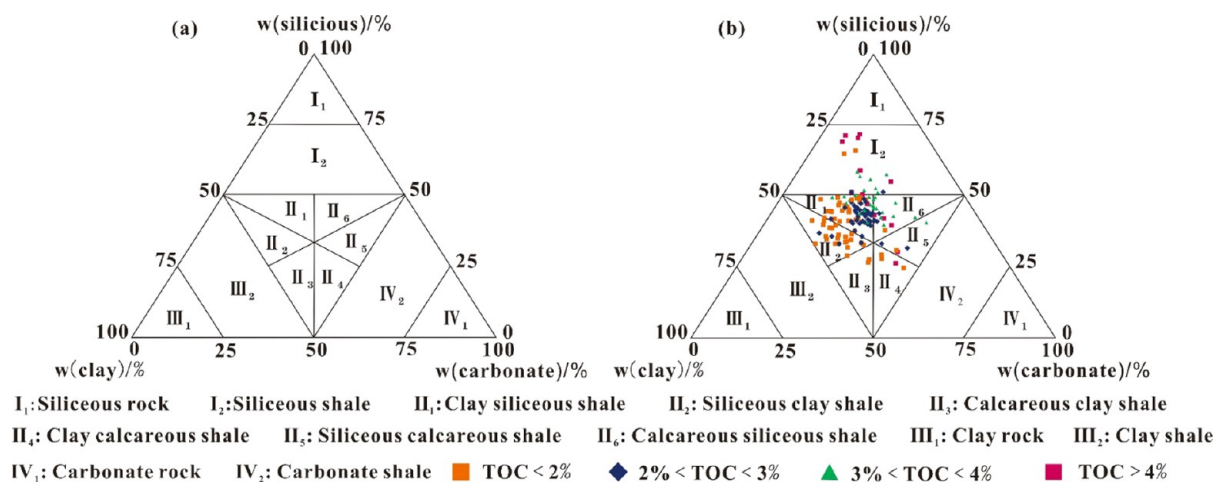 (a) w(silicious)/% (b) w(silicious)/%
0 100 0 100
I₁ I₁
25 75 25 75
I₂ I₂
50 50 50 50
II₁ II₆ II₁ II₆
II₂ II₅ II₂ II₅
75 25 75 25
III₂ II₃ II₄ IV₂ III₂ II₃ II₄ IV₂
III₁ IV₁ III₁ IV₁
100 0 100 0
0 25 50 75 100 0 25 50 75 100
w(clay)/% w(carbonate)/% w(clay)/% w(carbonate)/%
I₁:Siliceous rock I₂:Siliceous shale II₁:Clay siliceous shale II₂: Siliceous clay shale II₃: Calcareous clay shale
II₄: Clay calcareous shale II₅: Siliceous calcareous shale II₆: Calcareous siliceous shale III₁: Clay rock III₂: Clay shale
IV₁: Carbonate rock IV₂: Carbonate shale TOC < 2% 2% < TOC < 3% 3% < TOC < 4% TOC > 4%